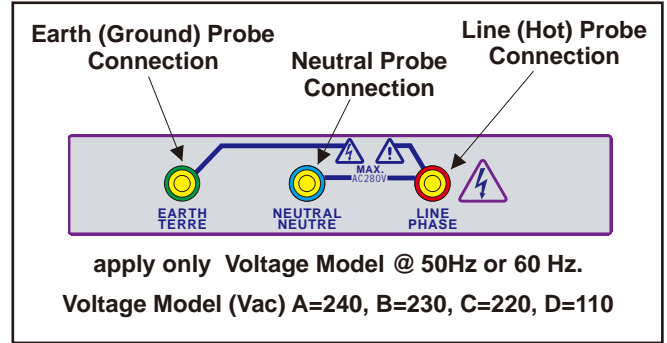 Earth (Ground) Probe
Connection
Neutral Probe
Connection
Line (Hot) Probe
Connection
MAX.
AC280V
EARTH
TERRE
NEUTRAL
NEUTRE
LINE
PHASE
apply only Voltage Model @ 50Hz or 60 Hz.
Voltage Model (Vac) A=240, B=230, C=220, D=110